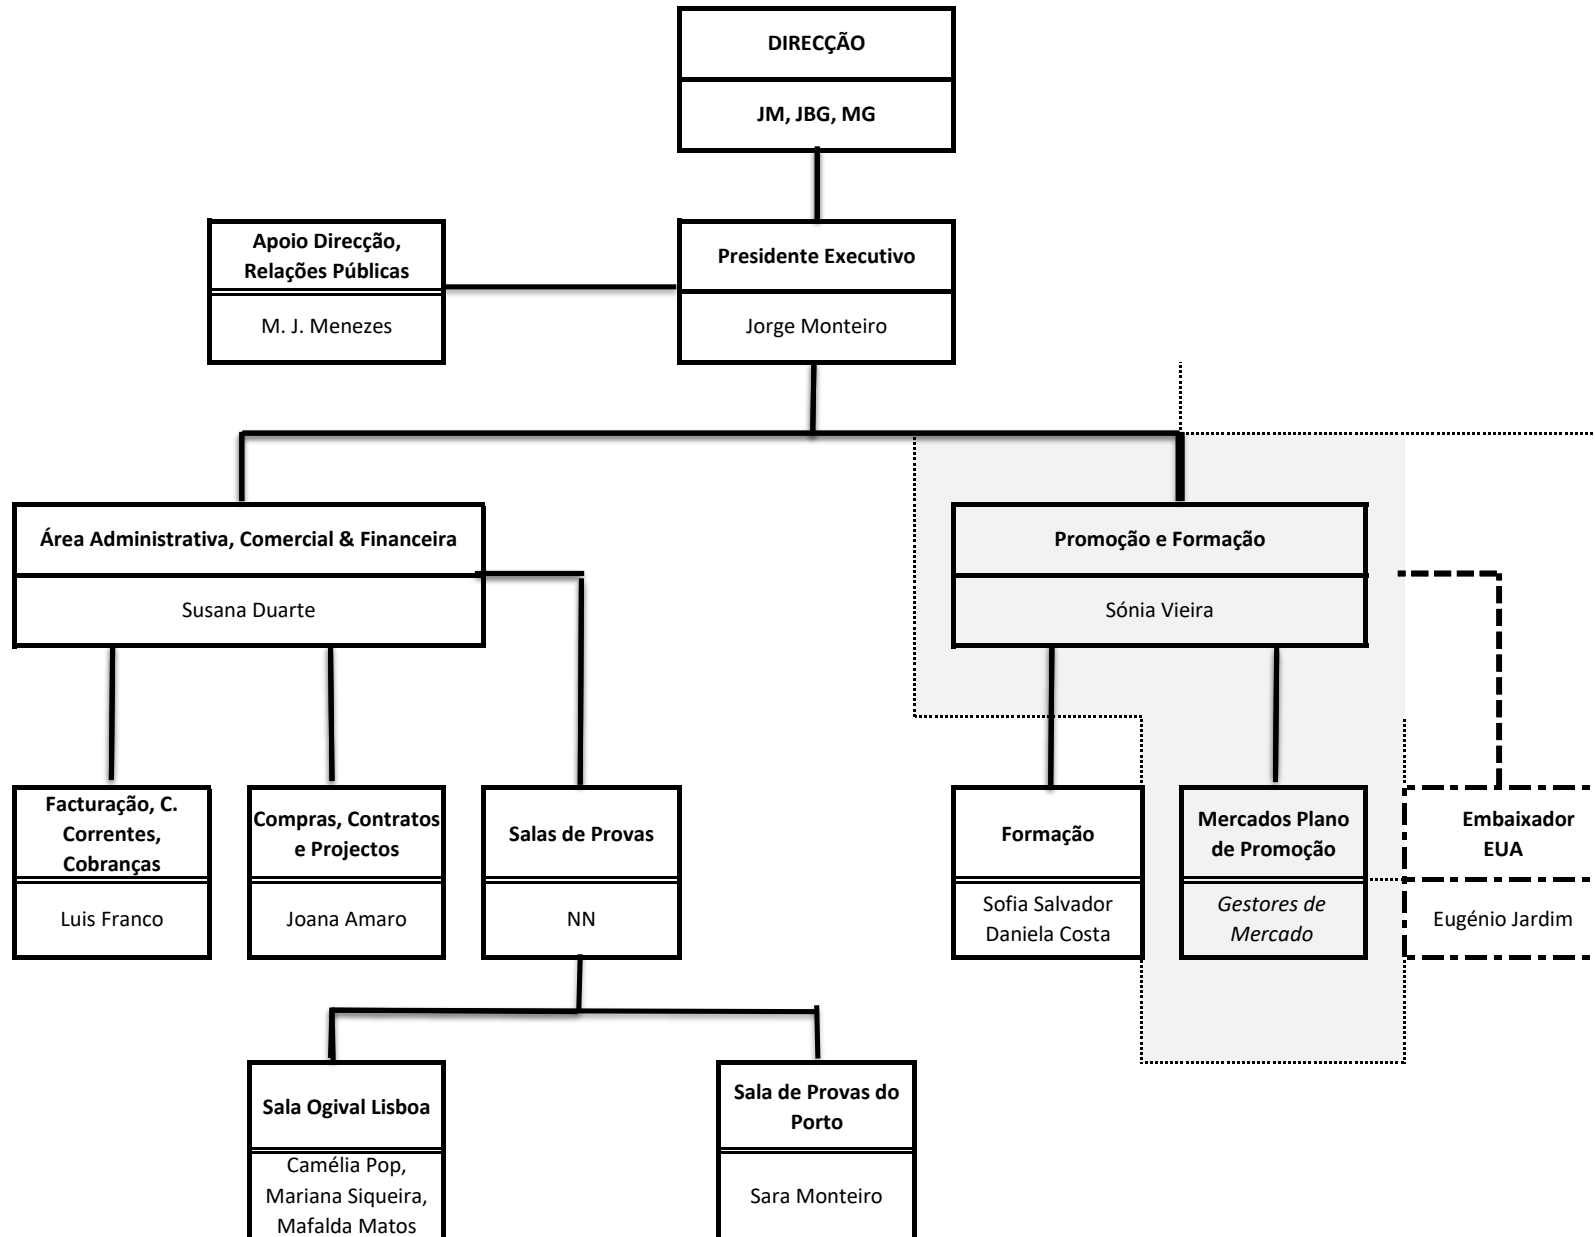 DIRECÇÃO
JM, JBG, MG
Apoio Direcção,
Relações Públicas
M. J. Menezes
Presidente Executivo
Jorge Monteiro
Área Administrativa, Comercial & Financeira
Susana Duarte
Promoção e Formação
Sónia Vieira
Facturação, C.
Correntes,
Cobranças
Luis Franco
Compras, Contratos
e Projectos
Joana Amaro
Salas de Provas
NN
Formação
Sofia Salvador
Daniela Costa
Mercados Plano
de Promoção
Gestores de
Mercado
Embaixador
EUA
Eugénio Jardim
Sala Ogival Lisboa
Camélia Pop,
Mariana Siqueira,
Mafalda Matos
Sala de Provas do
Porto
Sara Monteiro